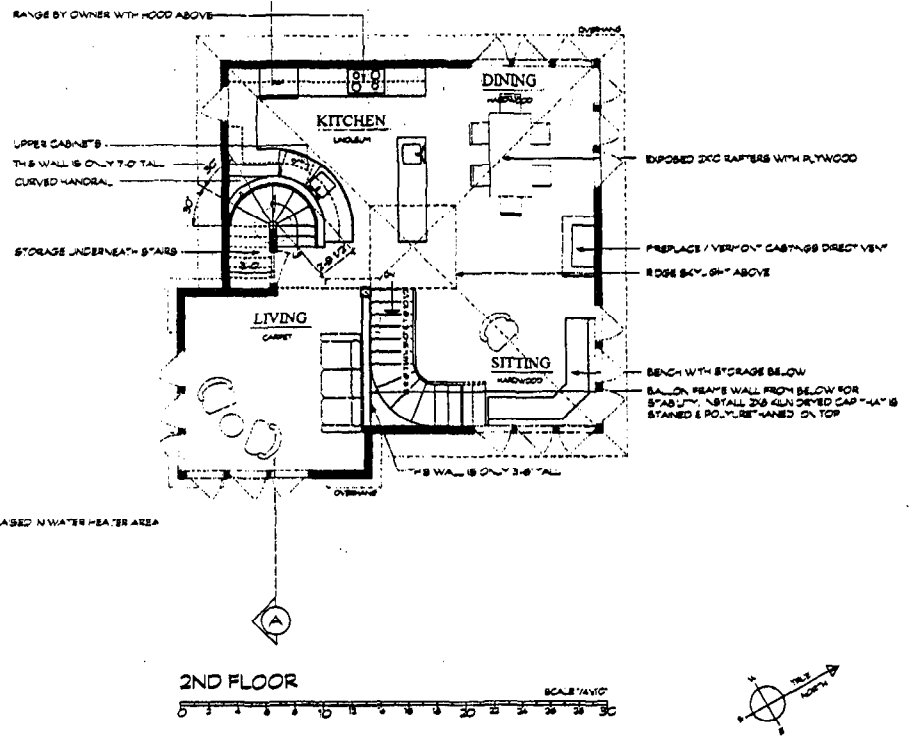 RANGE BY OWNER WITH HOOD ABOVE
OVERHANG
DINING
HARDWOOD
KITCHEN
LINOLEUM
UPPER CABINETS
THIS WALL IS ONLY 7'-0" TALL
CURVED HANDRAIL
EXPOSED 2X12 RAFTERS WITH PLYWOOD
STORAGE UNDERNEATH STAIRS
FIREPLACE / VERMONT CASTINGS DIRECT VENT
RIDGE SKYLIGHT ABOVE
LIVING
CARPET
SITTING
HARDWOOD
BENCH WITH STORAGE BELOW
BALLON FRAME WALL FROM BELOW FOR
STABILITY. INSTALL 2X6 KILN DRYED CAP THAT IS
STAINED & POLYURETHANED ON TOP
THIS WALL IS ONLY 3'-6" TALL
OVERHANG
ASED IN WATER HEATER AREA
A
2ND FLOOR
SCALE 1/4"=1'0"
0 2 4 6 8 10 12 14 16 18 20 22 24 26 28 30
TRUE
NORTH